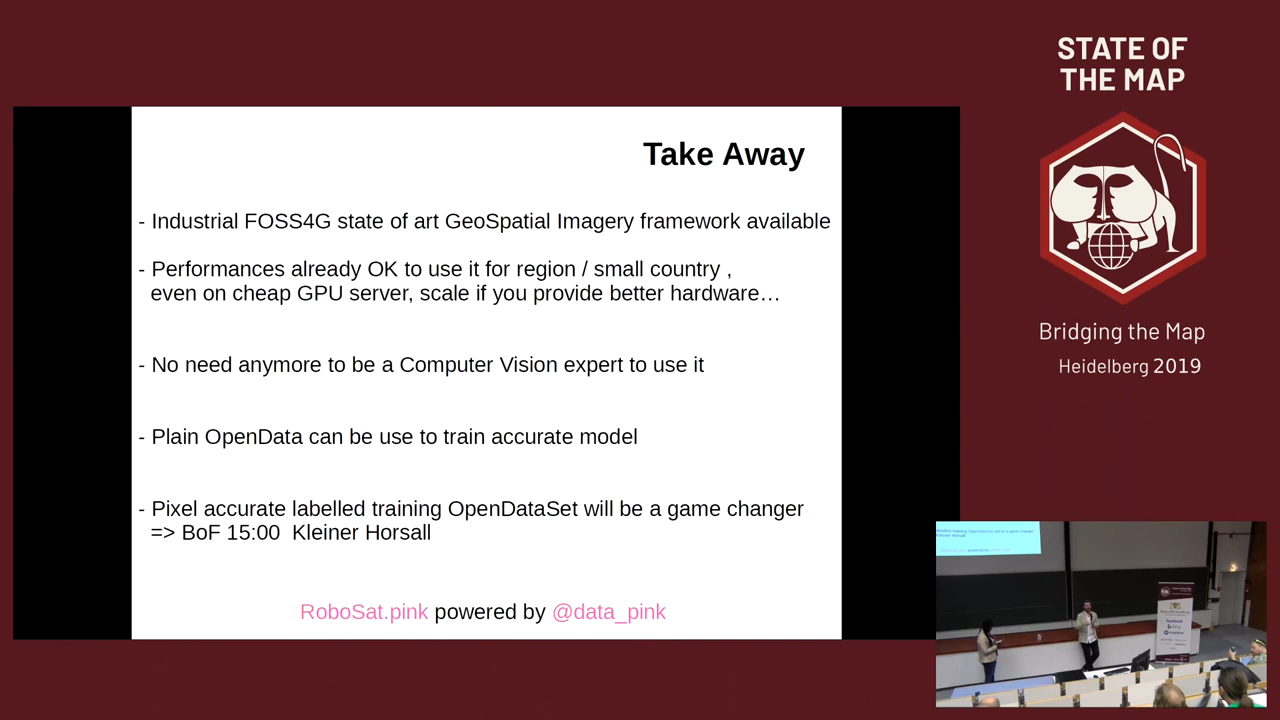 STATE OF
THE MAP
Take Away
- Industrial FOSS4G state of art GeoSpatial Imagery framework available
- Performances already OK to use it for region / small country ,
even on cheap GPU server, scale if you provide better hardware…
- No need anymore to be a Computer Vision expert to use it
- Plain OpenData can be use to train accurate model
- Pixel accurate labelled training OpenDataSet will be a game changer
=> BoF 15:00 Kleiner Horsall
RoboSat.pink powered by @data_pink
Bridging the Map
Heidelberg 2019